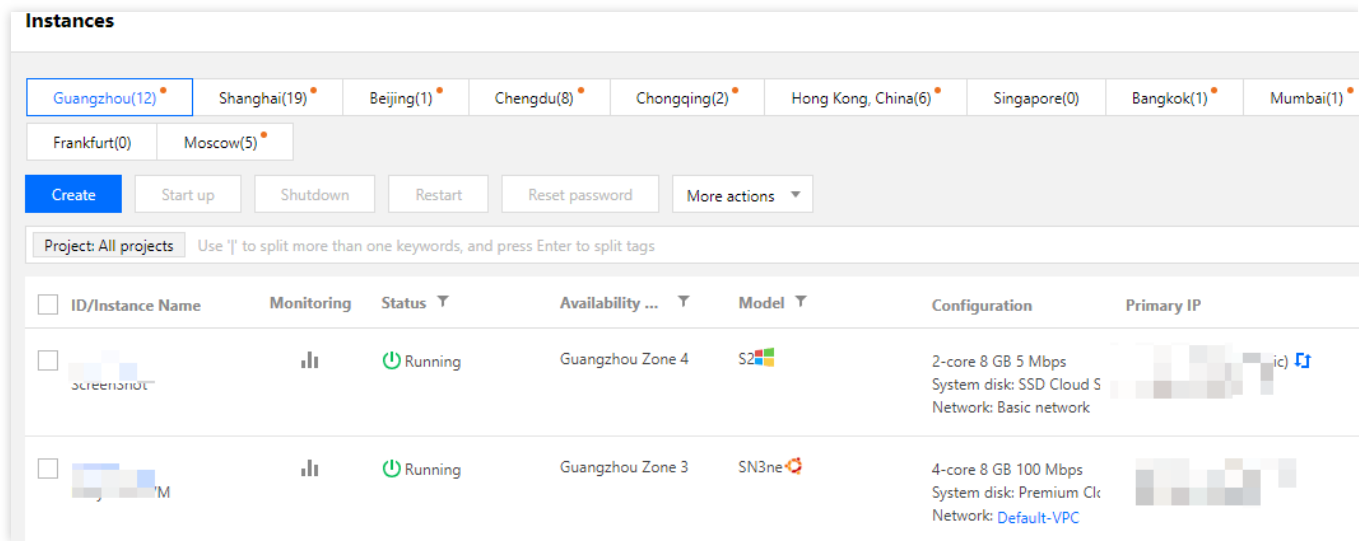 Instances
Guangzhou(12) Shanghai(19) Beijing(1) Chengdu(8) Chongqing(2) Hong Kong, China(6) Singapore(0) Bangkok(1) Mumbai(1)
Frankfurt(0) Moscow(5)
Create Start up Shutdown Restart Reset password More actions
Project: All projects Use '|' to split more than one keywords, and press Enter to split tags
ID/Instance Name Monitoring Status Availability ... Model Configuration Primary IP
Running Guangzhou Zone 4 S2 2-core 8 GB 5 Mbps ic)
ScreenShot System disk: SSD Cloud S
Network: Basic network
Running Guangzhou Zone 3 SN3ne 4-core 8 GB 100 Mbps
VM System disk: Premium Clo
Network: Default-VPC